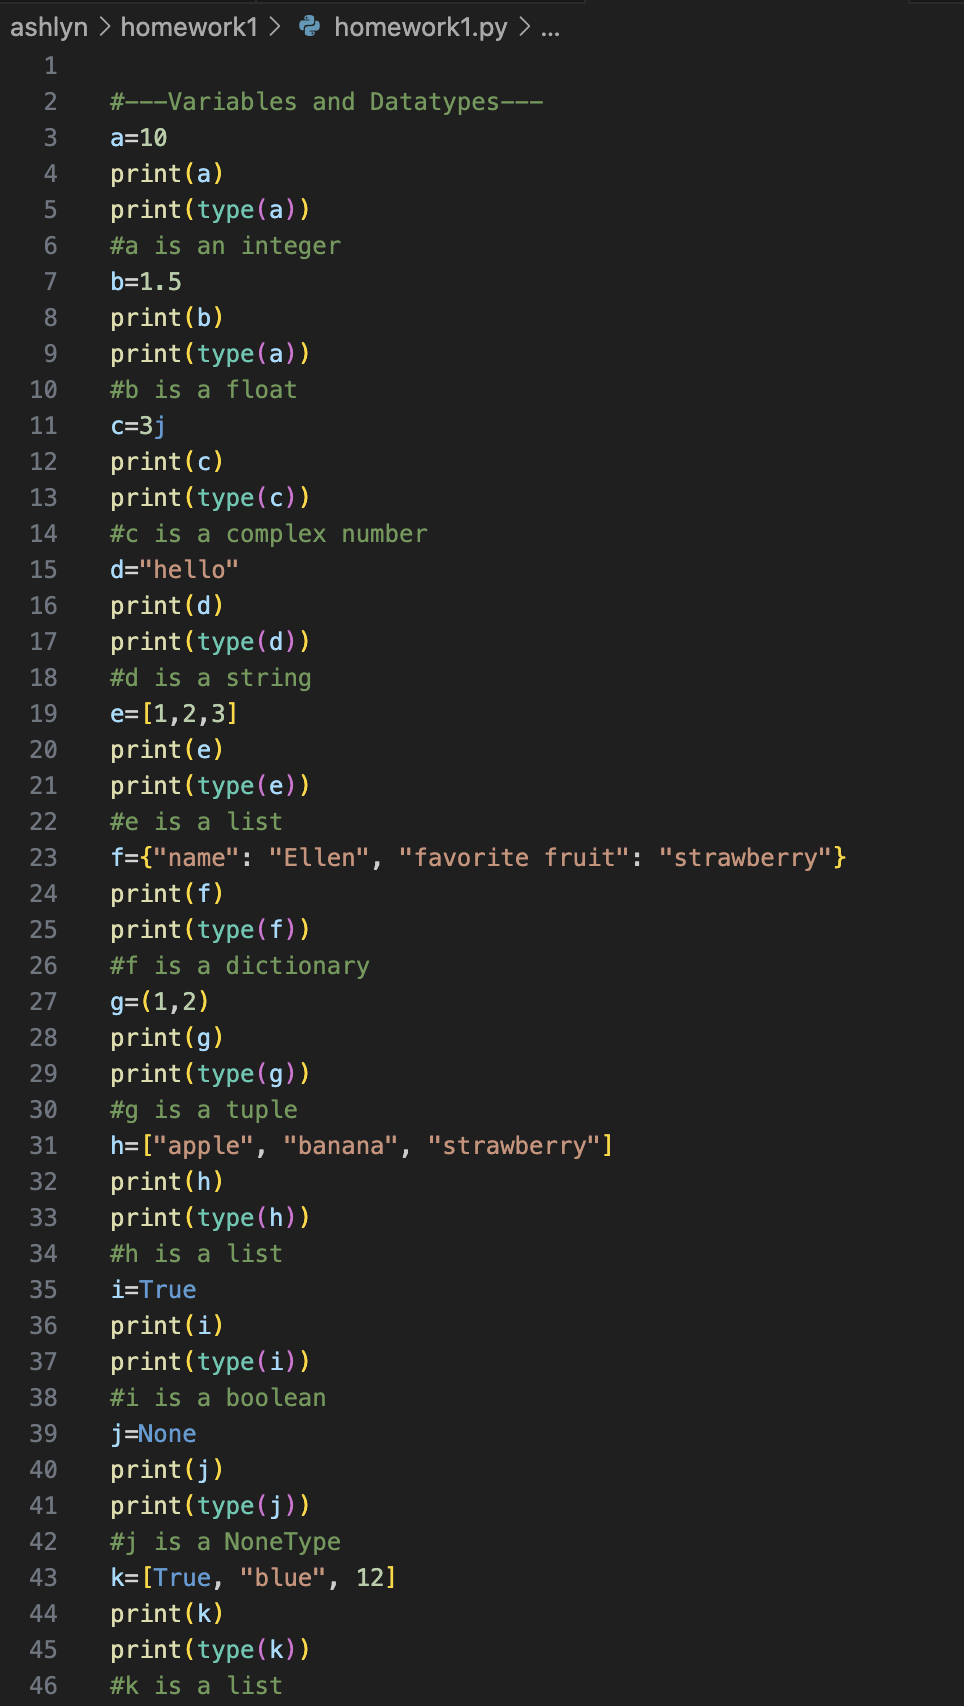 ashlyn > homework1 > homework1.py > ...
1
2 #---Variables and Datatypes---
3 a=10
4 print(a)
5 print(type(a))
6 #a is an integer
7 b=1.5
8 print(b)
9 print(type(a))
10 #b is a float
11 c=3j
12 print(c)
13 print(type(c))
14 #c is a complex number
15 d="hello"
16 print(d)
17 print(type(d))
18 #d is a string
19 e=[1,2,3]
20 print(e)
21 print(type(e))
22 #e is a list
23 f={"name": "Ellen", "favorite fruit": "strawberry"}
24 print(f)
25 print(type(f))
26 #f is a dictionary
27 g=(1,2)
28 print(g)
29 print(type(g))
30 #g is a tuple
31 h=["apple", "banana", "strawberry"]
32 print(h)
33 print(type(h))
34 #h is a list
35 i=True
36 print(i)
37 print(type(i))
38 #i is a boolean
39 j=None
40 print(j)
41 print(type(j))
42 #j is a NoneType
43 k=[True, "blue", 12]
44 print(k)
45 print(type(k))
46 #k is a list